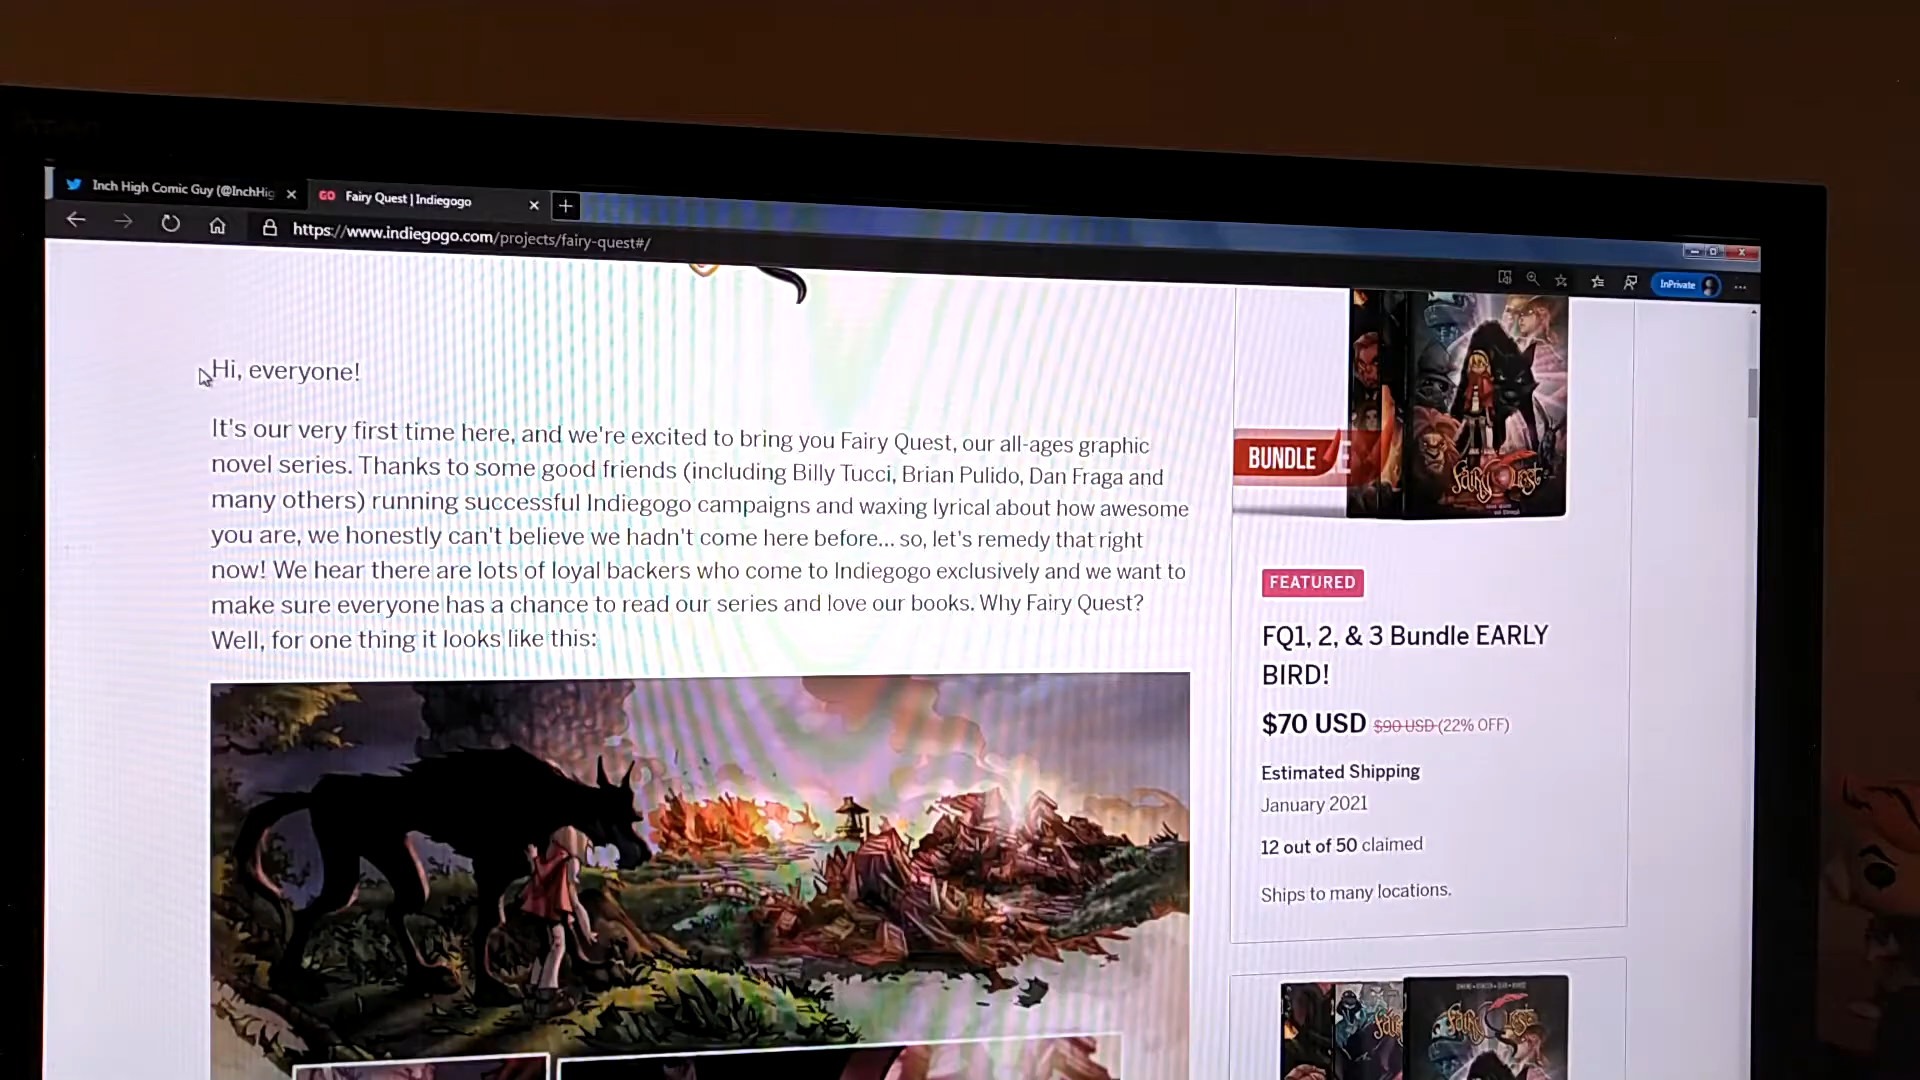 Inch High Comic Guy (@InchHig
GO Fairy Quest | Indiegogo
https://www.indiegogo.com/projects/fairy-quest#/
InPrivate
Hi, everyone!
It's our very first time here, and we're excited to bring you Fairy Quest, our all-ages graphic
novel series. Thanks to some good friends (including Billy Tucci, Brian Pulido, Dan Fraga and
many others) running successful Indiegogo campaigns and waxing lyrical about how awesome
you are, we honestly can't believe we hadn't come here before... so, let's remedy that right
now! We hear there are lots of loyal backers who come to Indiegogo exclusively and we want to
make sure everyone has a chance to read our series and love our books. Why Fairy Quest?
Well, for one thing it looks like this:
BUNDLE
Fairy Quest
FEATURED
FQ1, 2, & 3 Bundle EARLY
BIRD!
$70 USD $90 USD (22% OFF)
Estimated Shipping
January 2021
12 out of 50 claimed
Ships to many locations.
Fairy Quest